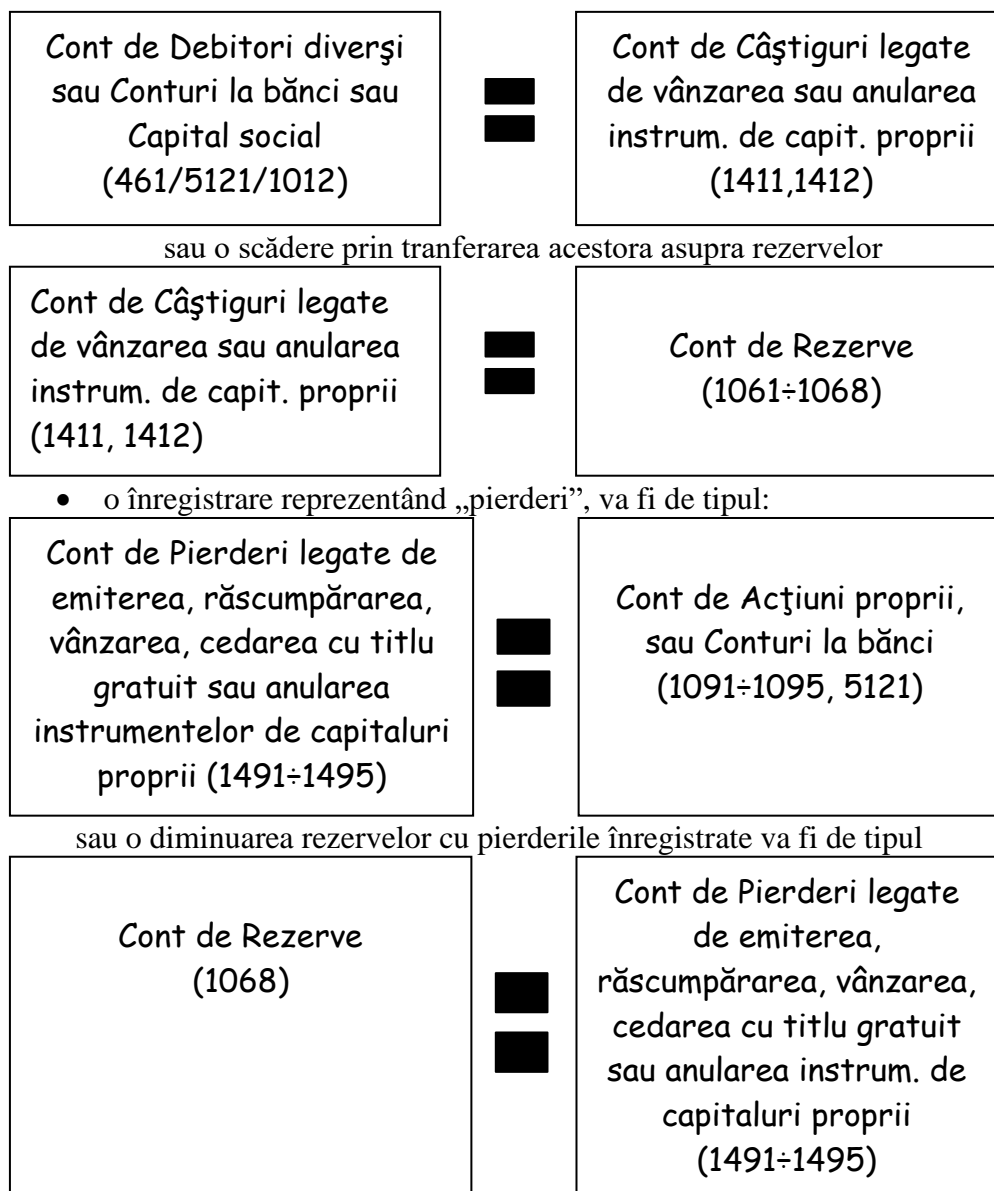 Cont de Debitori diverşi
sau Conturi la bănci sau
Capital social
(461/5121/1012)
=
Cont de Câştiguri legate
de vânzarea sau anularea
instrum. de capit. proprii
(1411,1412)
sau o scădere prin tranferarea acestora asupra rezervelor
Cont de Câştiguri legate
de vânzarea sau anularea
instrum. de capit. proprii
(1411, 1412)
=
Cont de Rezerve
(1061÷1068)
• o înregistrare reprezentând „pierderi”, va fi de tipul:
Cont de Pierderi legate de
emiterea, răscumpărarea,
vânzarea, cedarea cu titlu
gratuit sau anularea
instrumentelor de capitaluri
proprii (1491÷1495)
=
Cont de Acţiuni proprii,
sau Conturi la bănci
(1091÷1095, 5121)
sau o diminuarea rezervelor cu pierderile înregistrate va fi de tipul
Cont de Rezerve
(1068)
=
Cont de Pierderi legate
de emiterea,
răscumpărarea, vânzarea,
cedarea cu titlu gratuit
sau anularea instrum. de
capitaluri proprii
(1491÷1495)